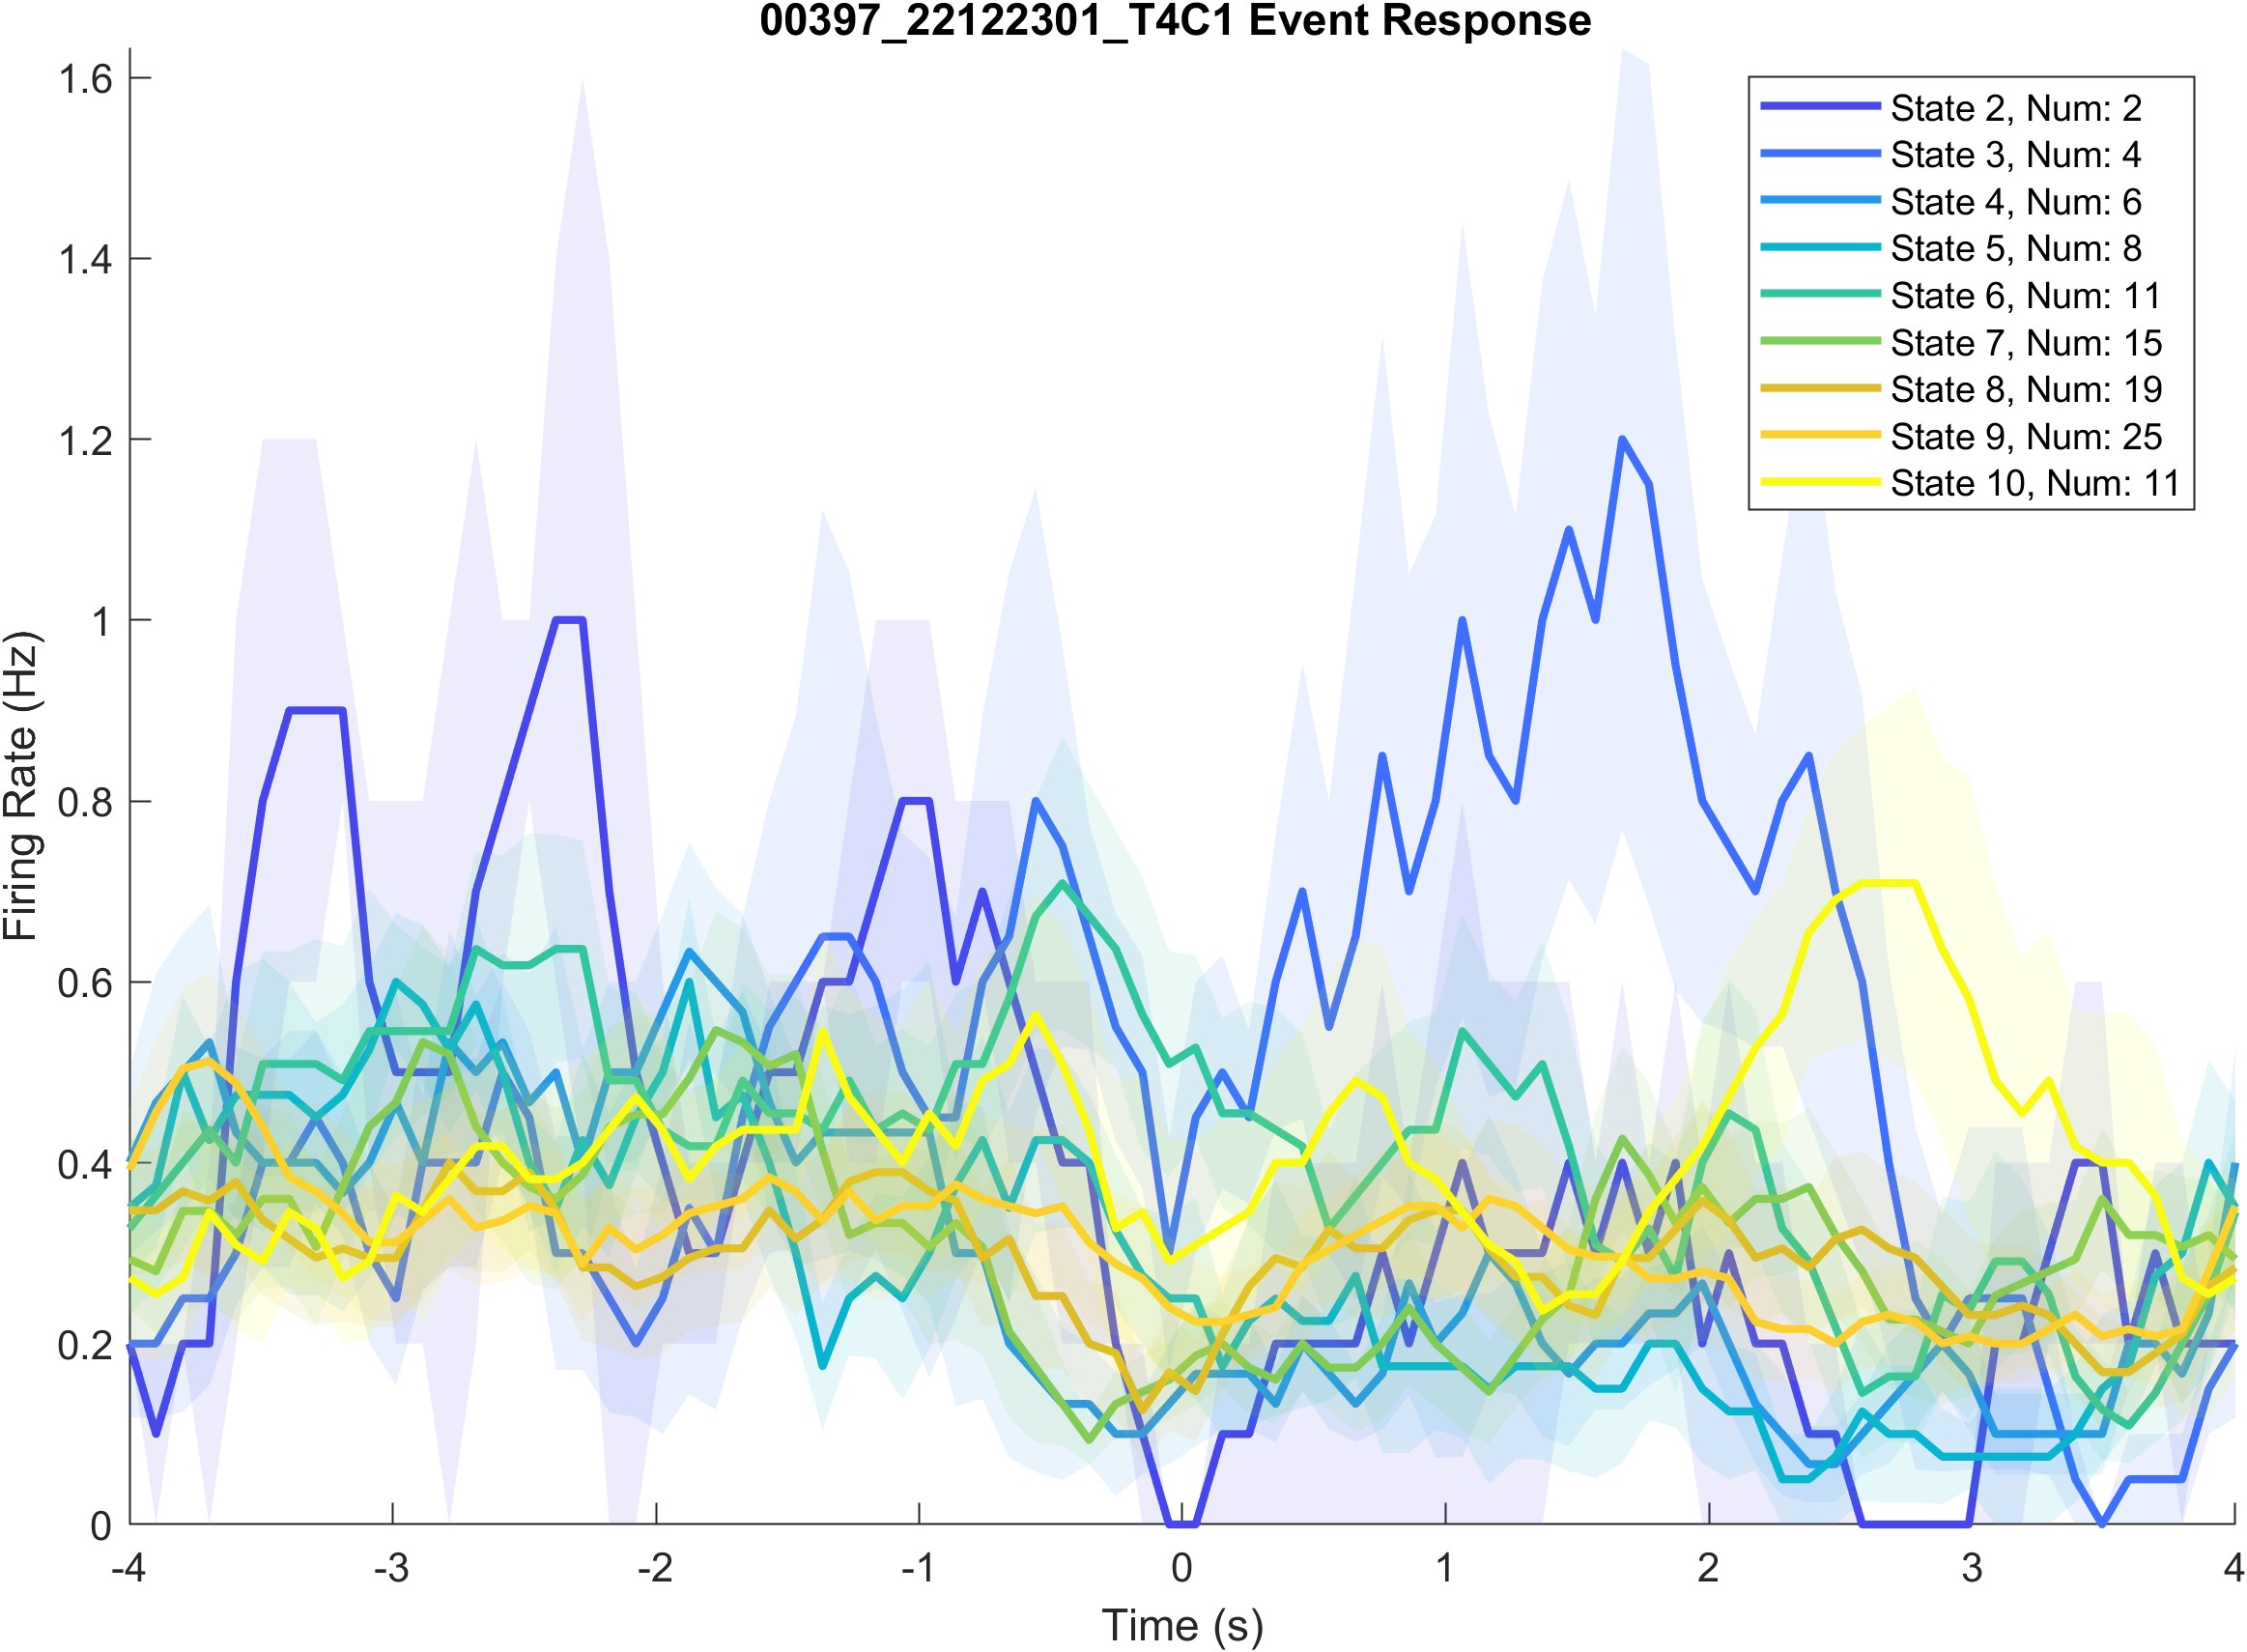 00397_22122301_T4C1 Event Response
Firing Rate (Hz)
1.6
1.4
1.2
1
0.8
0.6
0.4
0.2
0
-4
-3
-2
-1
0
1
2
3
4
Time (s)
State 2, Num: 2
State 3, Num: 4
State 4, Num: 6
State 5, Num: 8
State 6, Num: 11
State 7, Num: 15
State 8, Num: 19
State 9, Num: 25
State 10, Num: 11